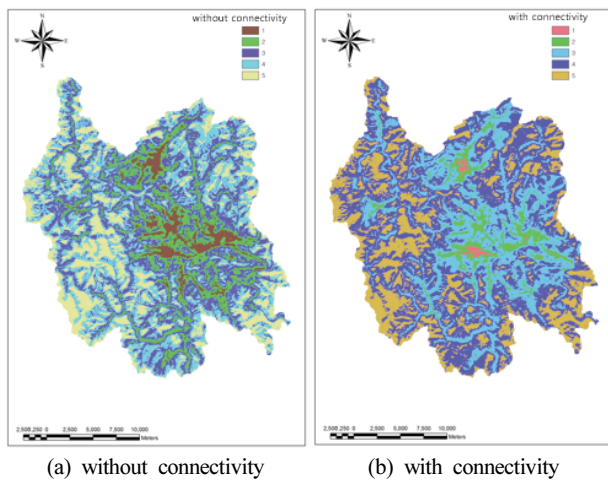 without connectivity
1
2
3
4
5
N
W
E
S
2,500 1,250 0 2,500 5,000 7,500 10,000
Meters
with connectivity
1
2
3
4
5
N
W
E
S
2,500 1,250 0 2,500 5,000 7,500 10,000
Meters
(a) without connectivity
(b) with connectivity